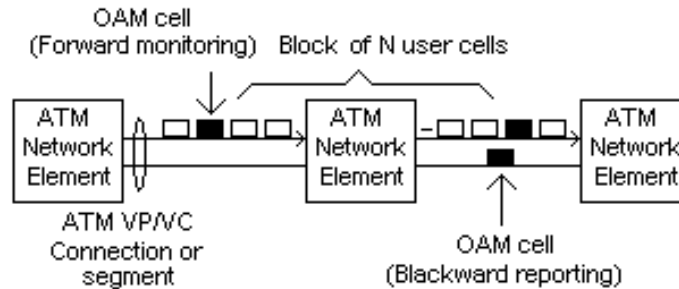 OAM cell
(Forward monitoring)
Block of N user cells
ATM
Network
Element
ATM
Network
Element
ATM
Network
Element
ATM VP/VC
Connection or
segment
OAM cell
(Blackward reporting)